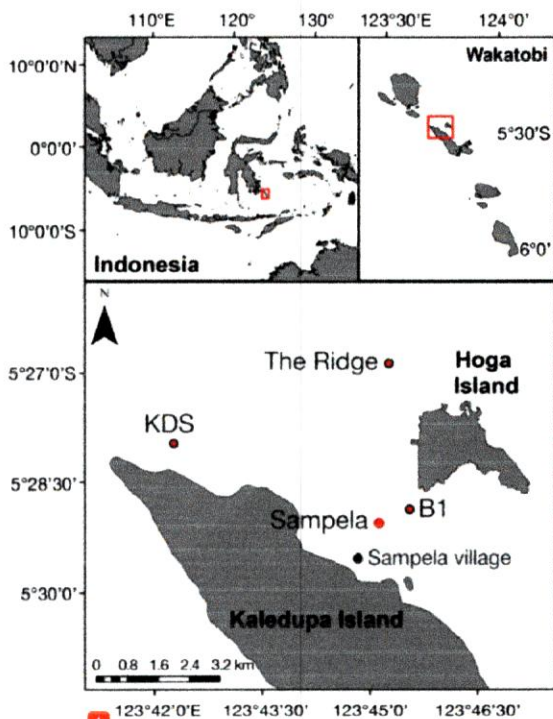 110°E 120° 130° 123°30' 124°0'
10°0'0"N
0°0'0"
10°0'0"S
Indonesia
Wakatobi
5°30'S
6°0'
N
5°27'0"S
5°28'30"
5°30'0"
The Ridge
Hoga
Island
KDS
Sampela
B1
Sampela village
Kaledupa Island
0 0.8 1.6 2.4 3.2 km
123°42'0"E 123°43'30" 123°45'0" 123°46'30"